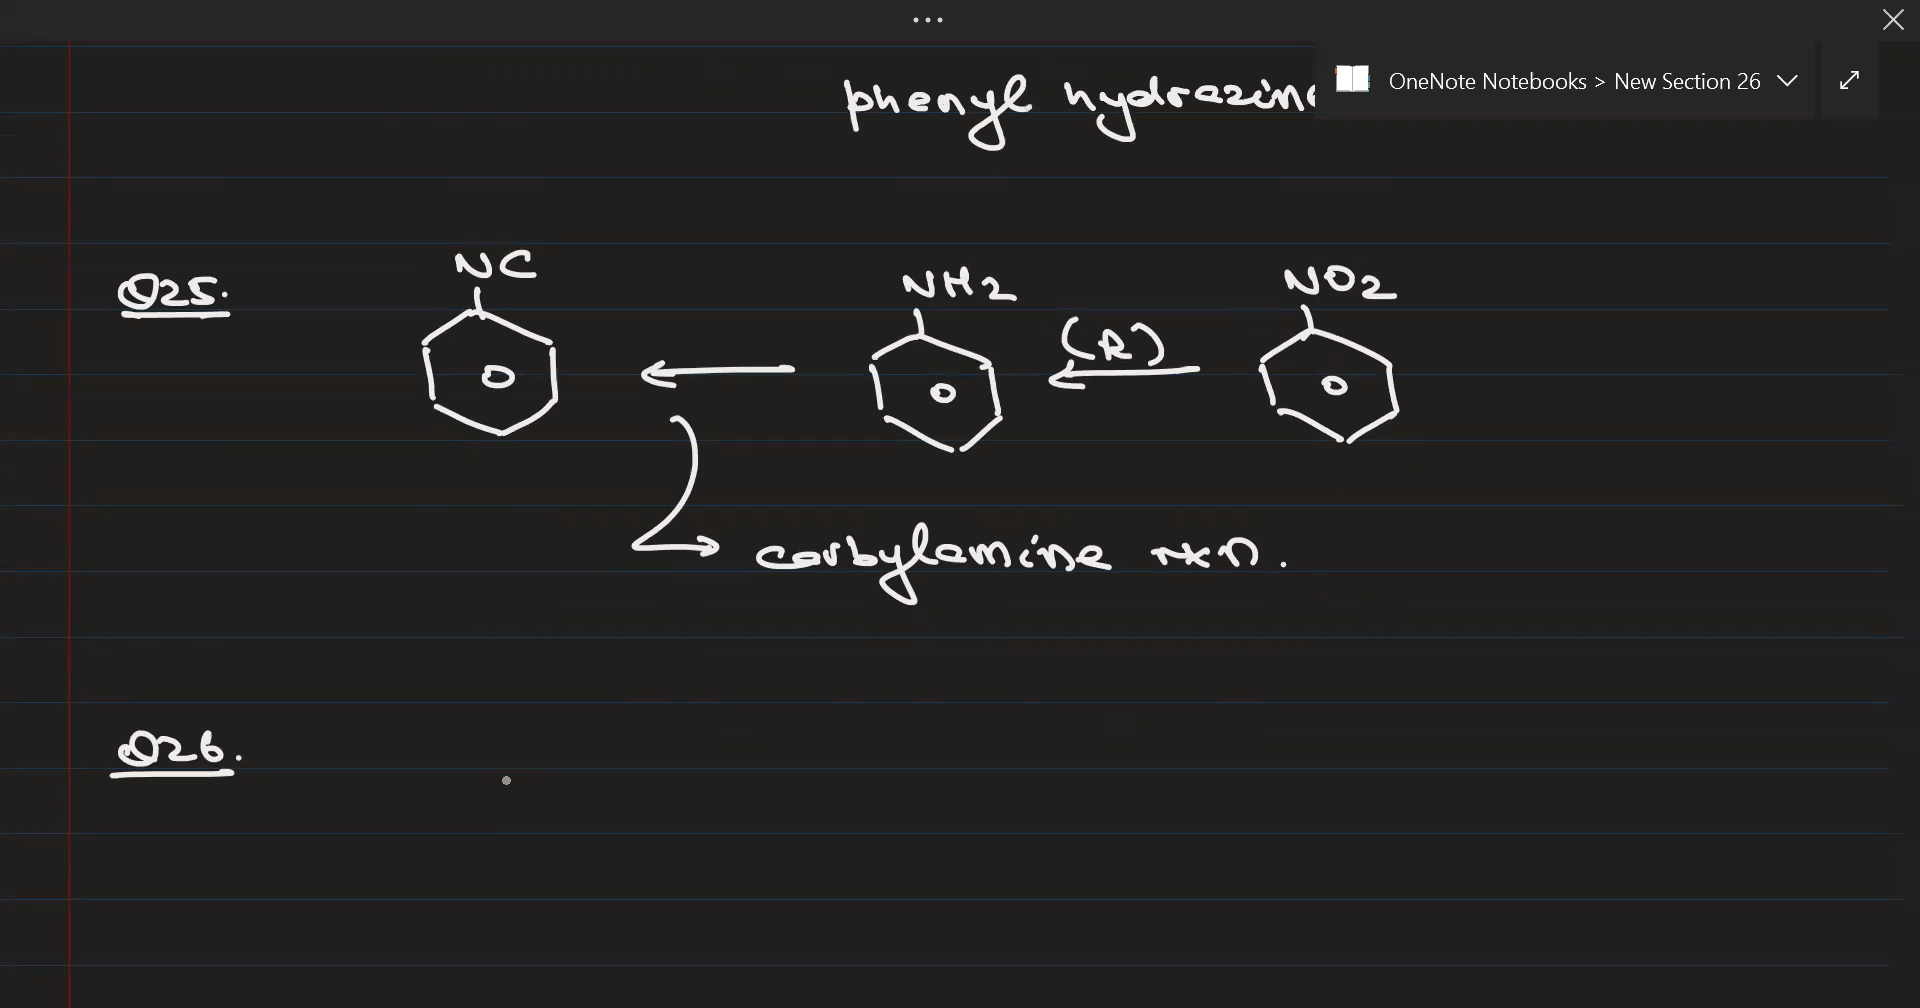 ...
OneNote Notebooks > New Section 26
phenyl hydrazine
Q25.
NC
NH2
NO2
(R)
carbylamine rxn.
Q26.